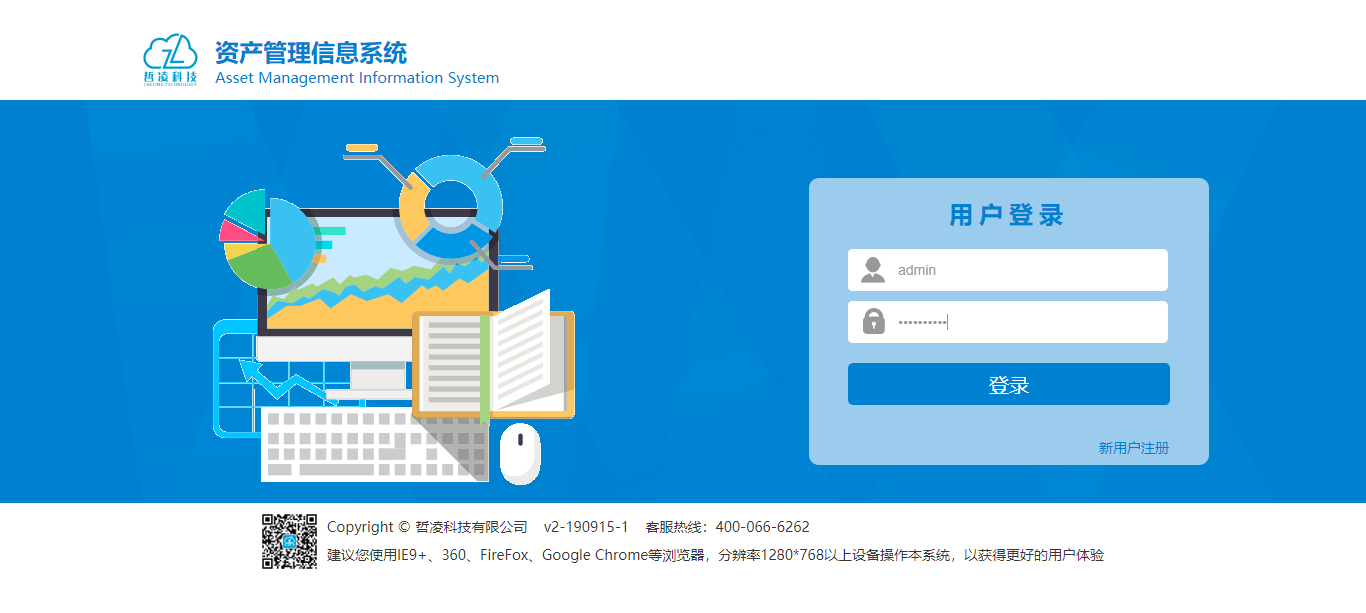 哲凌科技
ZHELING TECHNOLOGY
资产管理信息系统
Asset Management Information System
用户登录
admin
••••••••••
登录
新用户注册
Copyright © 哲凌科技有限公司 v2-190915-1 客服热线：400-066-6262
建议您使用IE9+、360、FireFox、Google Chrome等浏览器，分辨率1280*768以上设备操作本系统，以获得更好的用户体验